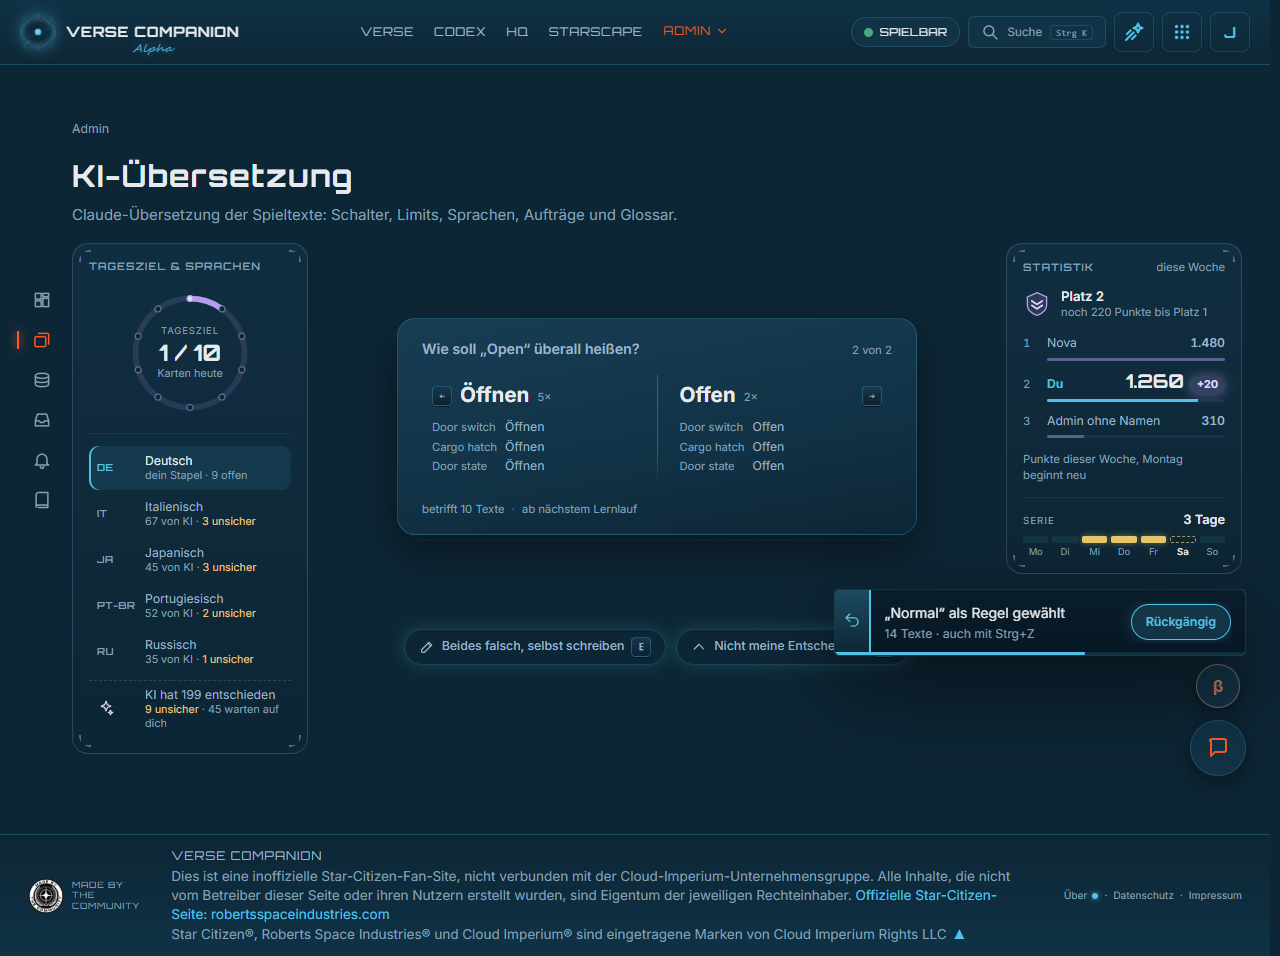 VERSE COMPANION
Alpha
VERSE CODEX HQ STARSCAPE ADMIN
SPIELBAR
Suche Strg K
Admin
KI-Übersetzung
Claude-Übersetzung der Spieltexte: Schalter, Limits, Sprachen, Aufträge und Glossar.
TAGESZIEL & SPRACHEN
TAGESZIEL
1 / 10
Karten heute
DE Deutsch
dein Stapel · 9 offen
IT Italienisch
67 von KI · 3 unsicher
JA Japanisch
45 von KI · 3 unsicher
PT-BR Portugiesisch
52 von KI · 2 unsicher
RU Russisch
35 von KI · 1 unsicher
KI hat 199 entschieden
9 unsicher · 45 warten auf
dich
Wie soll „Open“ überall heißen? 2 von 2
← Öffnen 5×
Door switch Öffnen
Cargo hatch Öffnen
Door state Öffnen
Offen 2× →
Door switch Offen
Cargo hatch Offen
Door state Offen
betrifft 10 Texte · ab nächstem Lernlauf
Beides falsch, selbst schreiben E
Nicht meine Entsche
STATISTIK diese Woche
Platz 2
noch 220 Punkte bis Platz 1
1 Nova 1.480
2 Du 1.260 +20
3 Admin ohne Namen 310
Punkte dieser Woche, Montag
beginnt neu
SERIE 3 Tage
Mo Di Mi Do Fr Sa So
„Normal“ als Regel gewählt
14 Texte · auch mit Strg+Z
Rückgängig
β
MADE BY
THE
COMMUNITY
VERSE COMPANION
Dies ist eine inoffizielle Star-Citizen-Fan-Site, nicht verbunden mit der Cloud-Imperium-Unternehmensgruppe. Alle Inhalte, die nicht
vom Betreiber dieser Seite oder ihren Nutzern erstellt wurden, sind Eigentum der jeweiligen Rechteinhaber. Offizielle Star-Citizen-
Seite: robertsspaceindustries.com
Star Citizen®, Roberts Space Industries® und Cloud Imperium® sind eingetragene Marken von Cloud Imperium Rights LLC ▲
Über · Datenschutz · Impressum